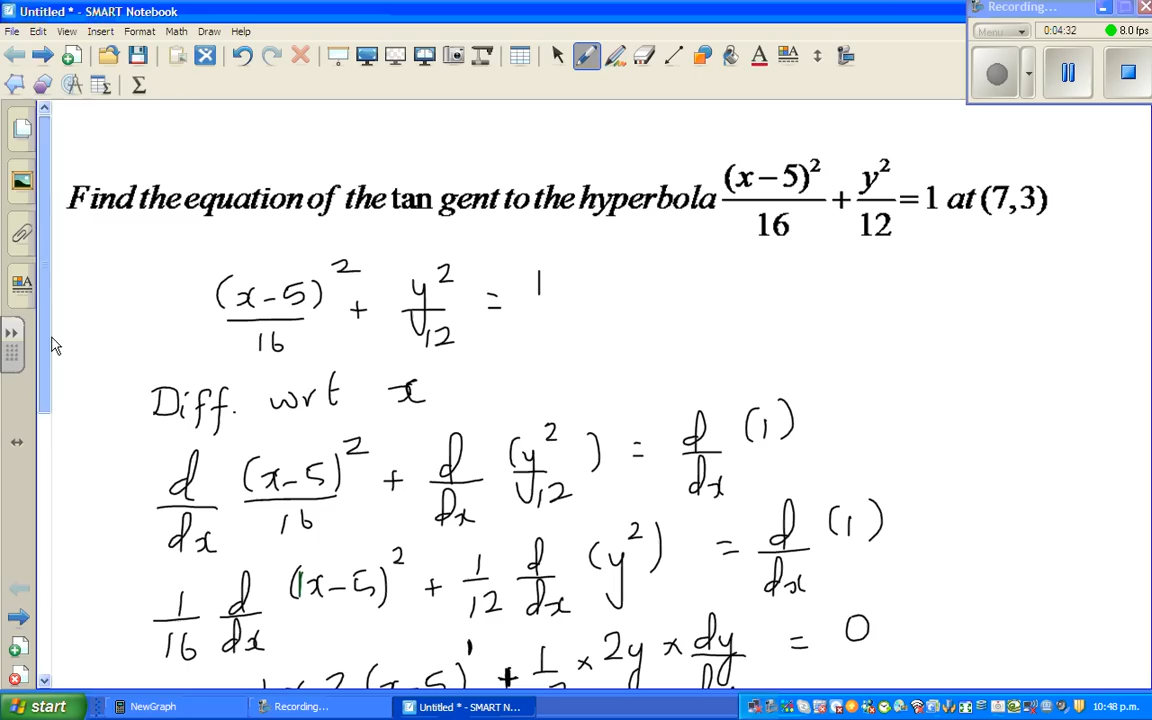 Untitled * - SMART Notebook
Recording...
File Edit View Insert Format Math Draw Help
Menu 0:04:32 8.0 fps
Find the equation of the tan gent to the hyperbola (x-5)²/16 + y²/12 = 1 at (7,3)
(x-5)²/16 + y²/12 = 1
Diff. wrt x
d/dx (x-5)²/16 + d/dx (y²/12) = d/dx (1)
1/16 d/dx (x-5)² + 1/12 d/dx (y²) = d/dx (1)
2(x-5)¹ + × 2y × dy = 0
start NewGraph Recording... Untitled * - SMART N... 10:48 p.m.